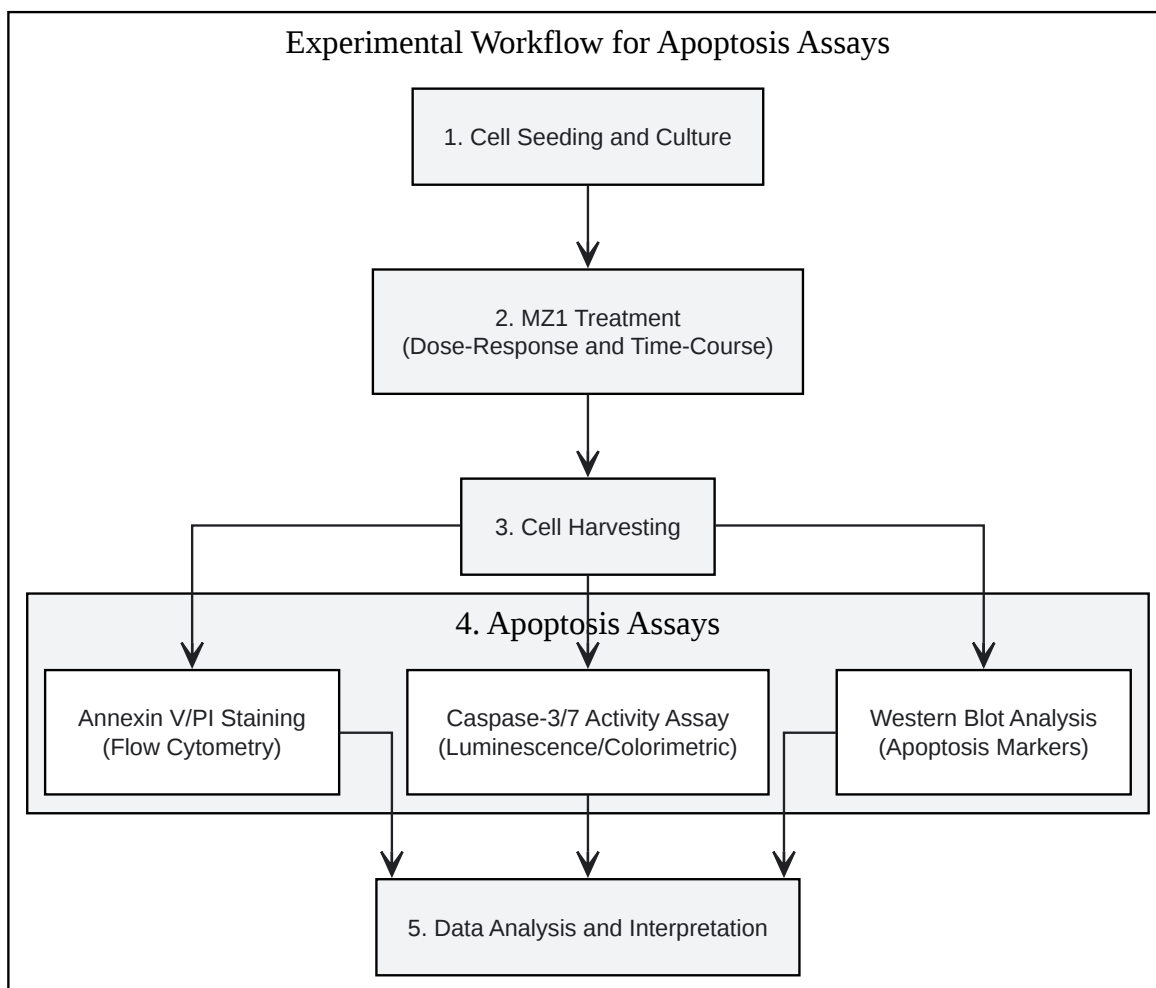 Experimental Workflow for Apoptosis Assays
1. Cell Seeding and Culture
2. MZ1 Treatment
(Dose-Response and Time-Course)
3. Cell Harvesting
4. Apoptosis Assays
Annexin V/PI Staining
(Flow Cytometry)
Caspase-3/7 Activity Assay
(Luminescence/Colorimetric)
Western Blot Analysis
(Apoptosis Markers)
5. Data Analysis and Interpretation